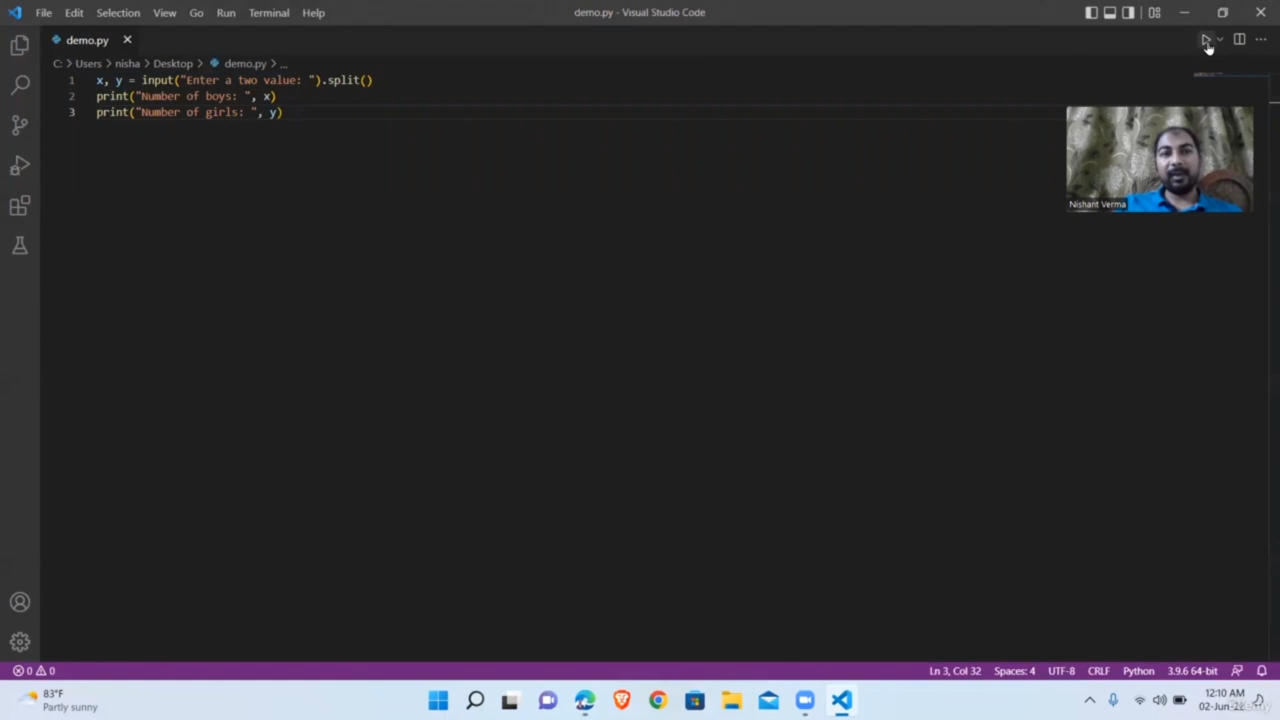 File Edit Selection View Go Run Terminal Help
demo.py - Visual Studio Code
demo.py
C: > Users > nisha > Desktop > demo.py > ...
1 x, y = input("Enter a two value: ").split()
2 print("Number of boys: ", x)
3 print("Number of girls: ", y)
Nishant Verma
0 0
Ln 3, Col 32 Spaces: 4 UTF-8 CRLF Python 3.9.6 64-bit
83°F
Partly sunny
12:10 AM
02-Jun-22